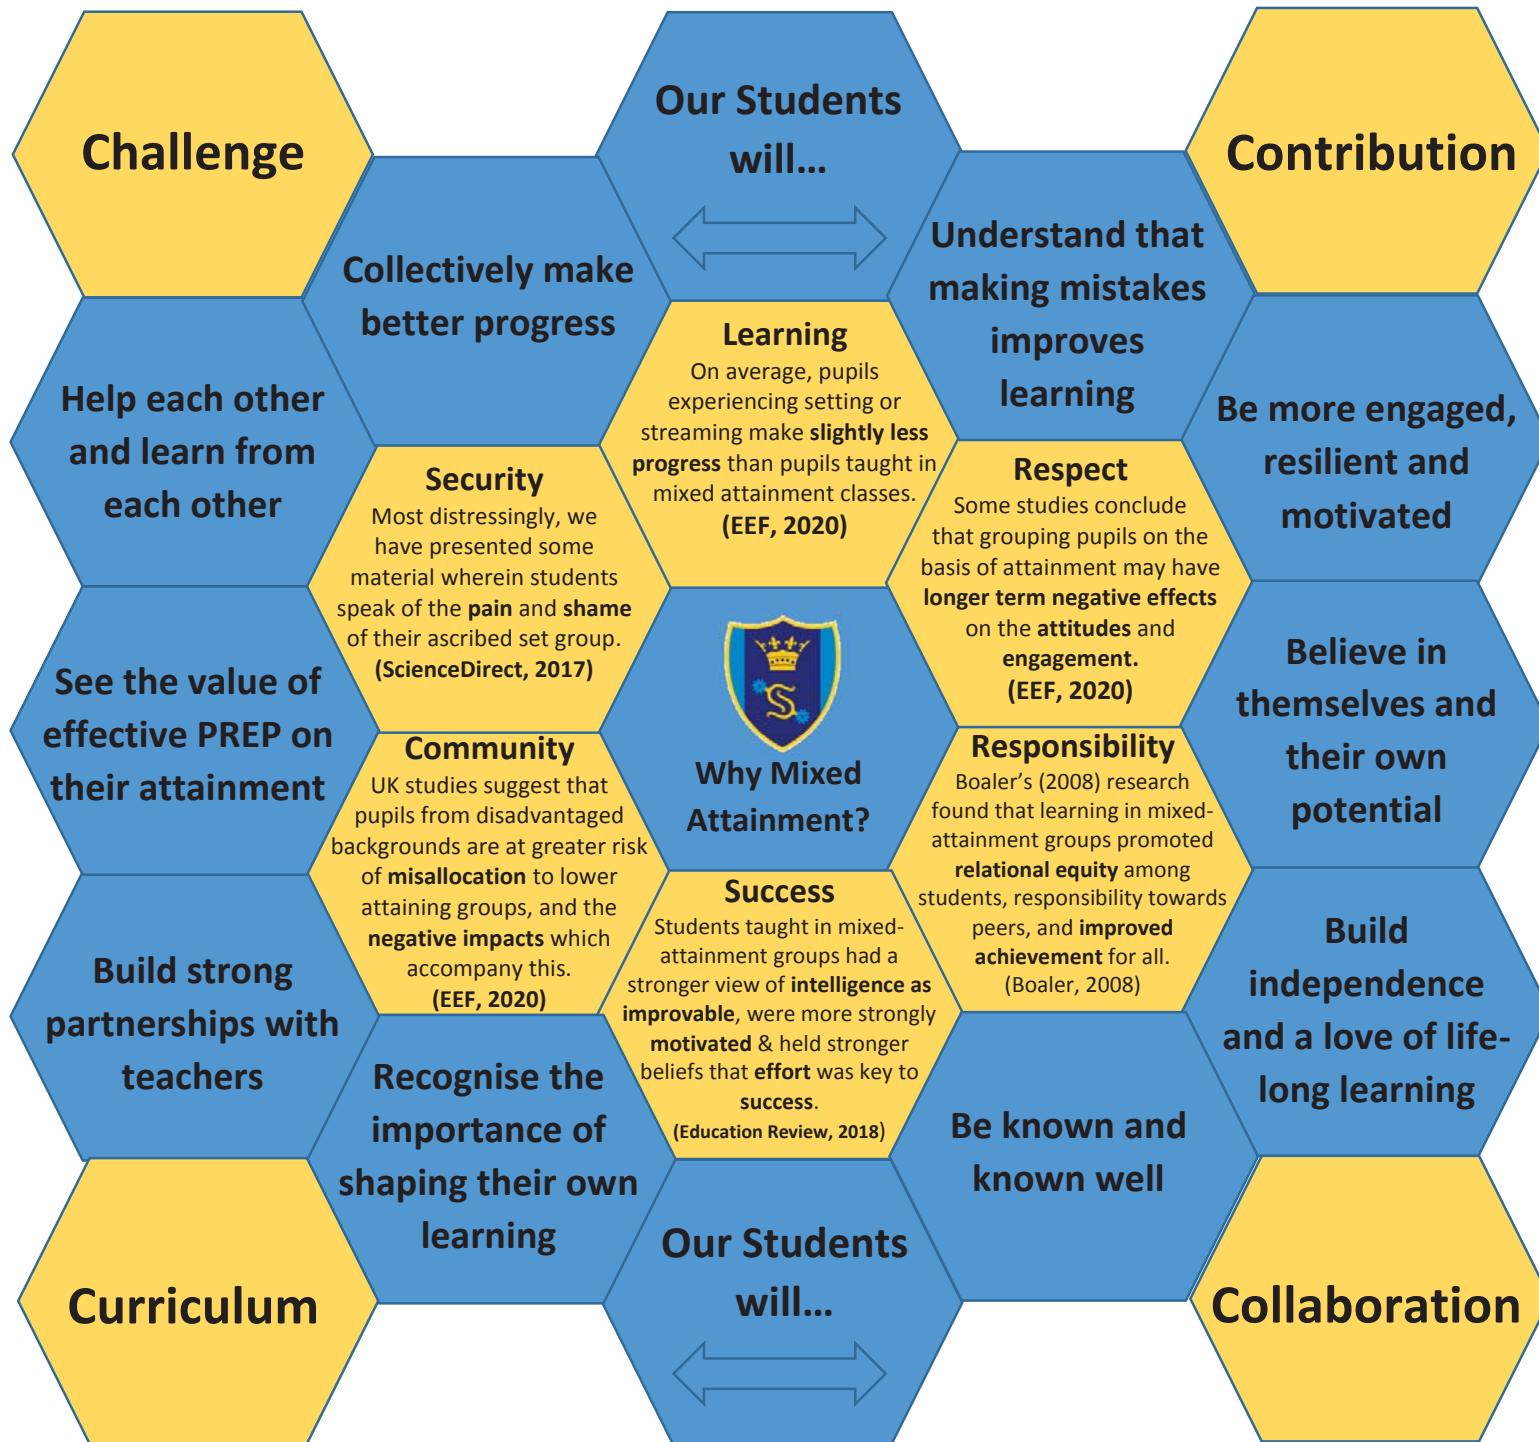 Challenge
Our Students
will...
Contribution
Collectively make
better progress
Understand that
making mistakes
improves
learning
Help each other
and learn from
each other
Learning
On average, pupils
experiencing setting or
streaming make slightly less
progress than pupils taught in
mixed attainment classes.
(EEF, 2020)
Be more engaged,
resilient and
motivated
Security
Most distressingly, we
have presented some
material wherein students
speak of the pain and shame
of their ascribed set group.
(ScienceDirect, 2017)
Respect
Some studies conclude
that grouping pupils on the
basis of attainment may have
longer term negative effects
on the attitudes and
engagement.
(EEF, 2020)
See the value of
effective PREP on
their attainment
S
Why Mixed
Attainment?
Believe in
themselves and
their own
potential
Community
UK studies suggest that
pupils from disadvantaged
backgrounds are at greater risk
of misallocation to lower
attaining groups, and the
negative impacts which
accompany this.
(EEF, 2020)
Responsibility
Boaler’s (2008) research
found that learning in mixed-
attainment groups promoted
relational equity among
students, responsibility towards
peers, and improved
achievement for all.
(Boaler, 2008)
Build strong
partnerships with
teachers
Success
Students taught in mixed-
attainment groups had a
stronger view of intelligence as
improvable, were more strongly
motivated & held stronger
beliefs that effort was key to
success.
(Education Review, 2018)
Build
independence
and a love of life-
long learning
Recognise the
importance of
shaping their own
learning
Be known and
known well
Curriculum
Our Students
will...
Collaboration